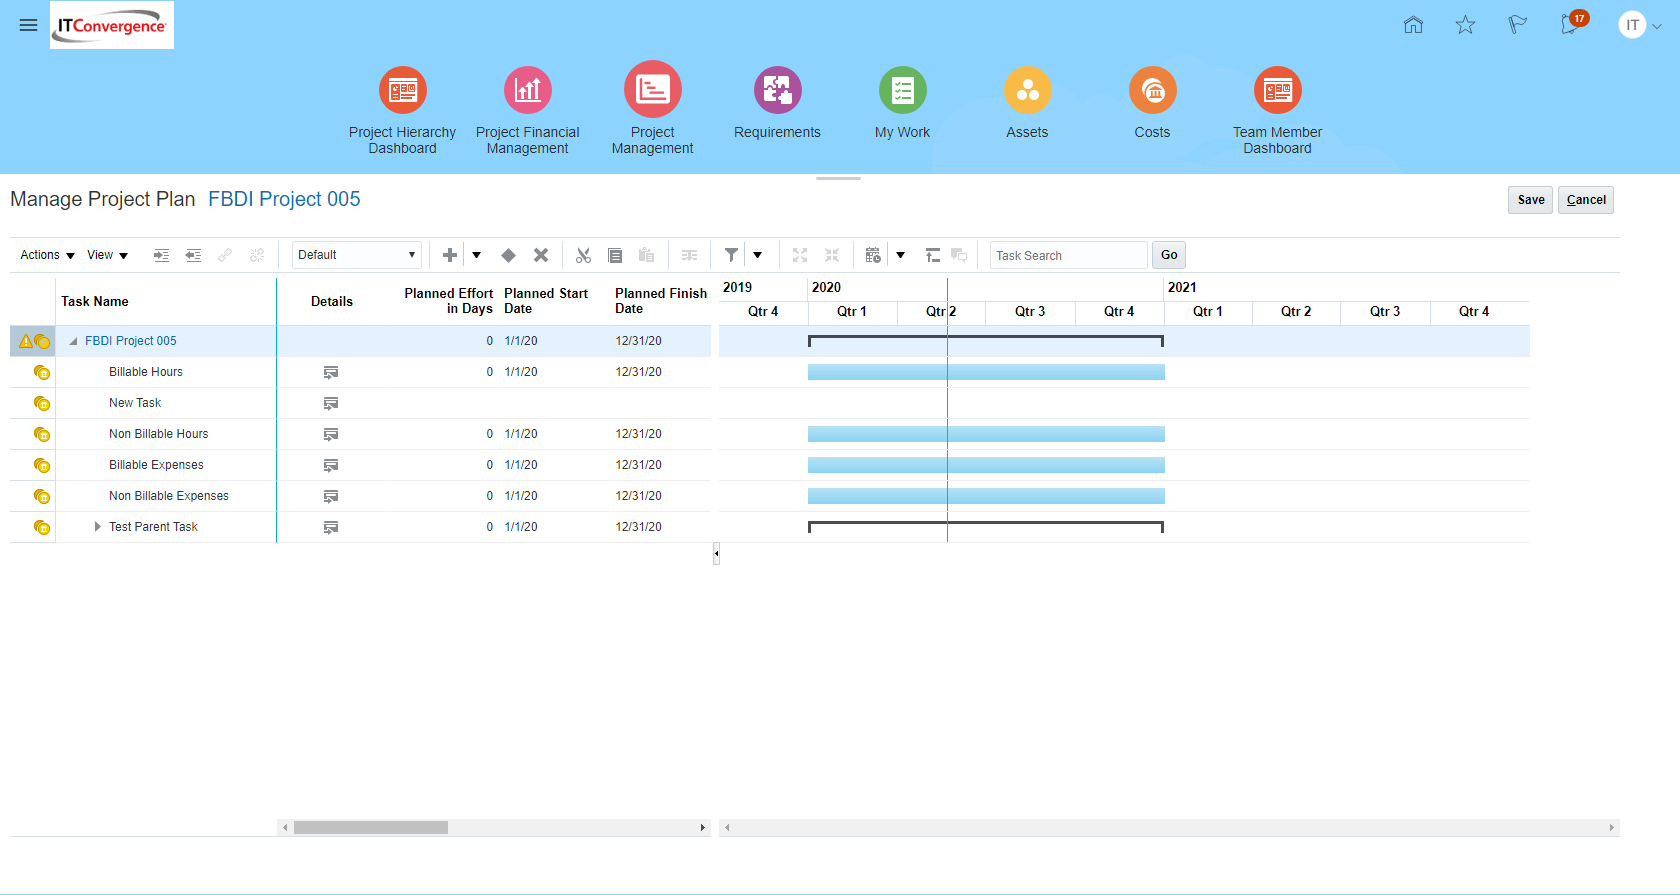 ITConvergence
17
IT
Project Hierarchy
Dashboard
Project Financial
Management
Project
Management
Requirements
My Work
Assets
Costs
Team Member
Dashboard
Manage Project Plan FBDI Project 005
Save
Cancel
Actions
View
Default
Task Search
Go
Task Name
Details
Planned Effort
in Days
Planned Start
Date
Planned Finish
Date
2019 2020 2021
Qtr 4 Qtr 1 Qtr 2 Qtr 3 Qtr 4 Qtr 1 Qtr 2 Qtr 3 Qtr 4
FBDI Project 005 0 1/1/20 12/31/20
Billable Hours 0 1/1/20 12/31/20
New Task
Non Billable Hours 0 1/1/20 12/31/20
Billable Expenses 0 1/1/20 12/31/20
Non Billable Expenses 0 1/1/20 12/31/20
Test Parent Task 0 1/1/20 12/31/20